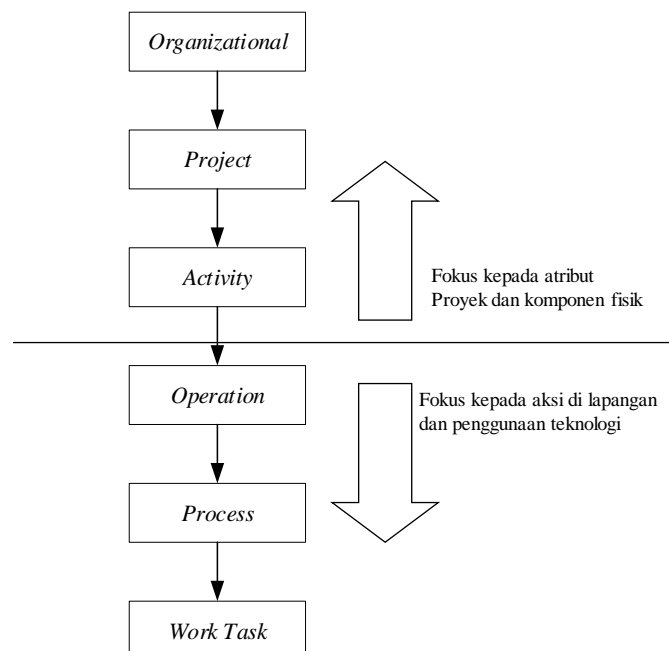 Organizational
Project
Activity
Fokus kepada atribut
Proyek dan komponen fisik
Operation
Fokus kepada aksi di lapangan
dan penggunaan teknologi
Process
Work Task